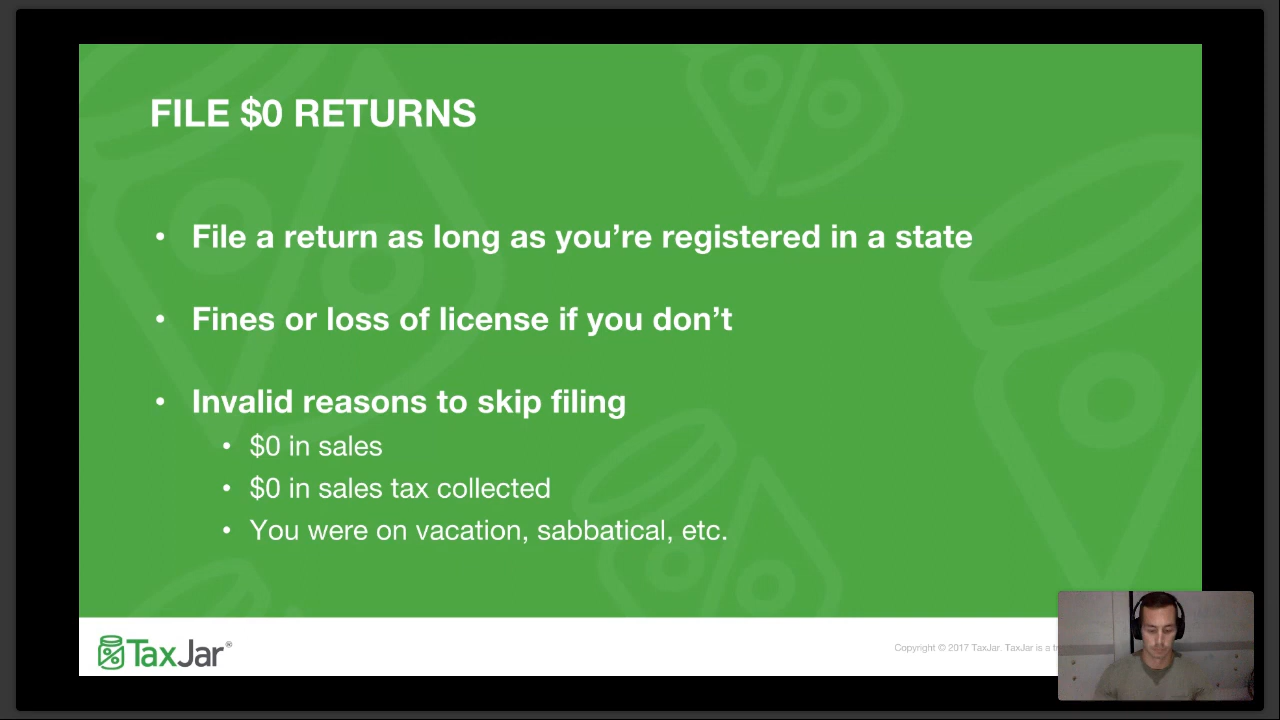 FILE $0 RETURNS
• File a return as long as you’re registered in a state
• Fines or loss of license if you don’t
• Invalid reasons to skip filing
• $0 in sales
• $0 in sales tax collected
• You were on vacation, sabbatical, etc.
TaxJar®
Copyright © 2017 TaxJar. TaxJar is a